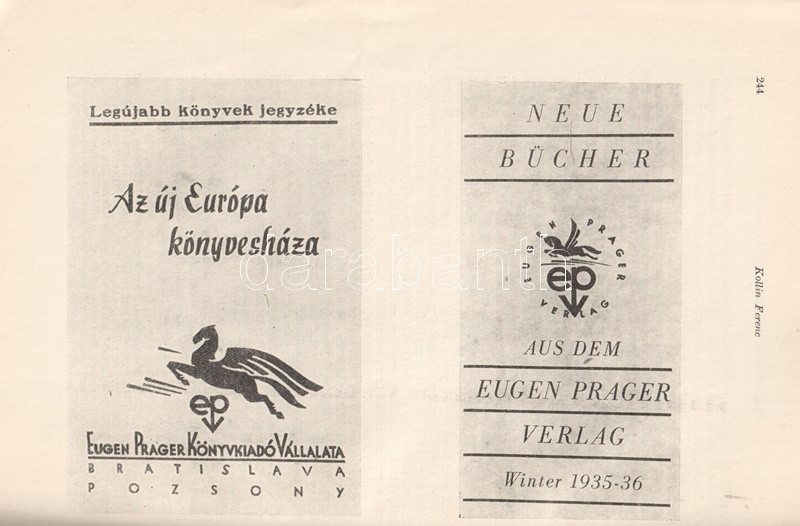 Legújabb könyvek jegyzéke
Az új Európa
könyvesháza
ep
EUGEN PRAGER KÖNYVKIADÓ VÁLLALATA
BRATISLAVA
POZSONY
NEUE
BÜCHER
EUGEN PRAGER
ep
VERLAG
AUS DEM
EUGEN PRAGER
VERLAG
Winter 1935-36
244
Kollin Ferenc
darabanth